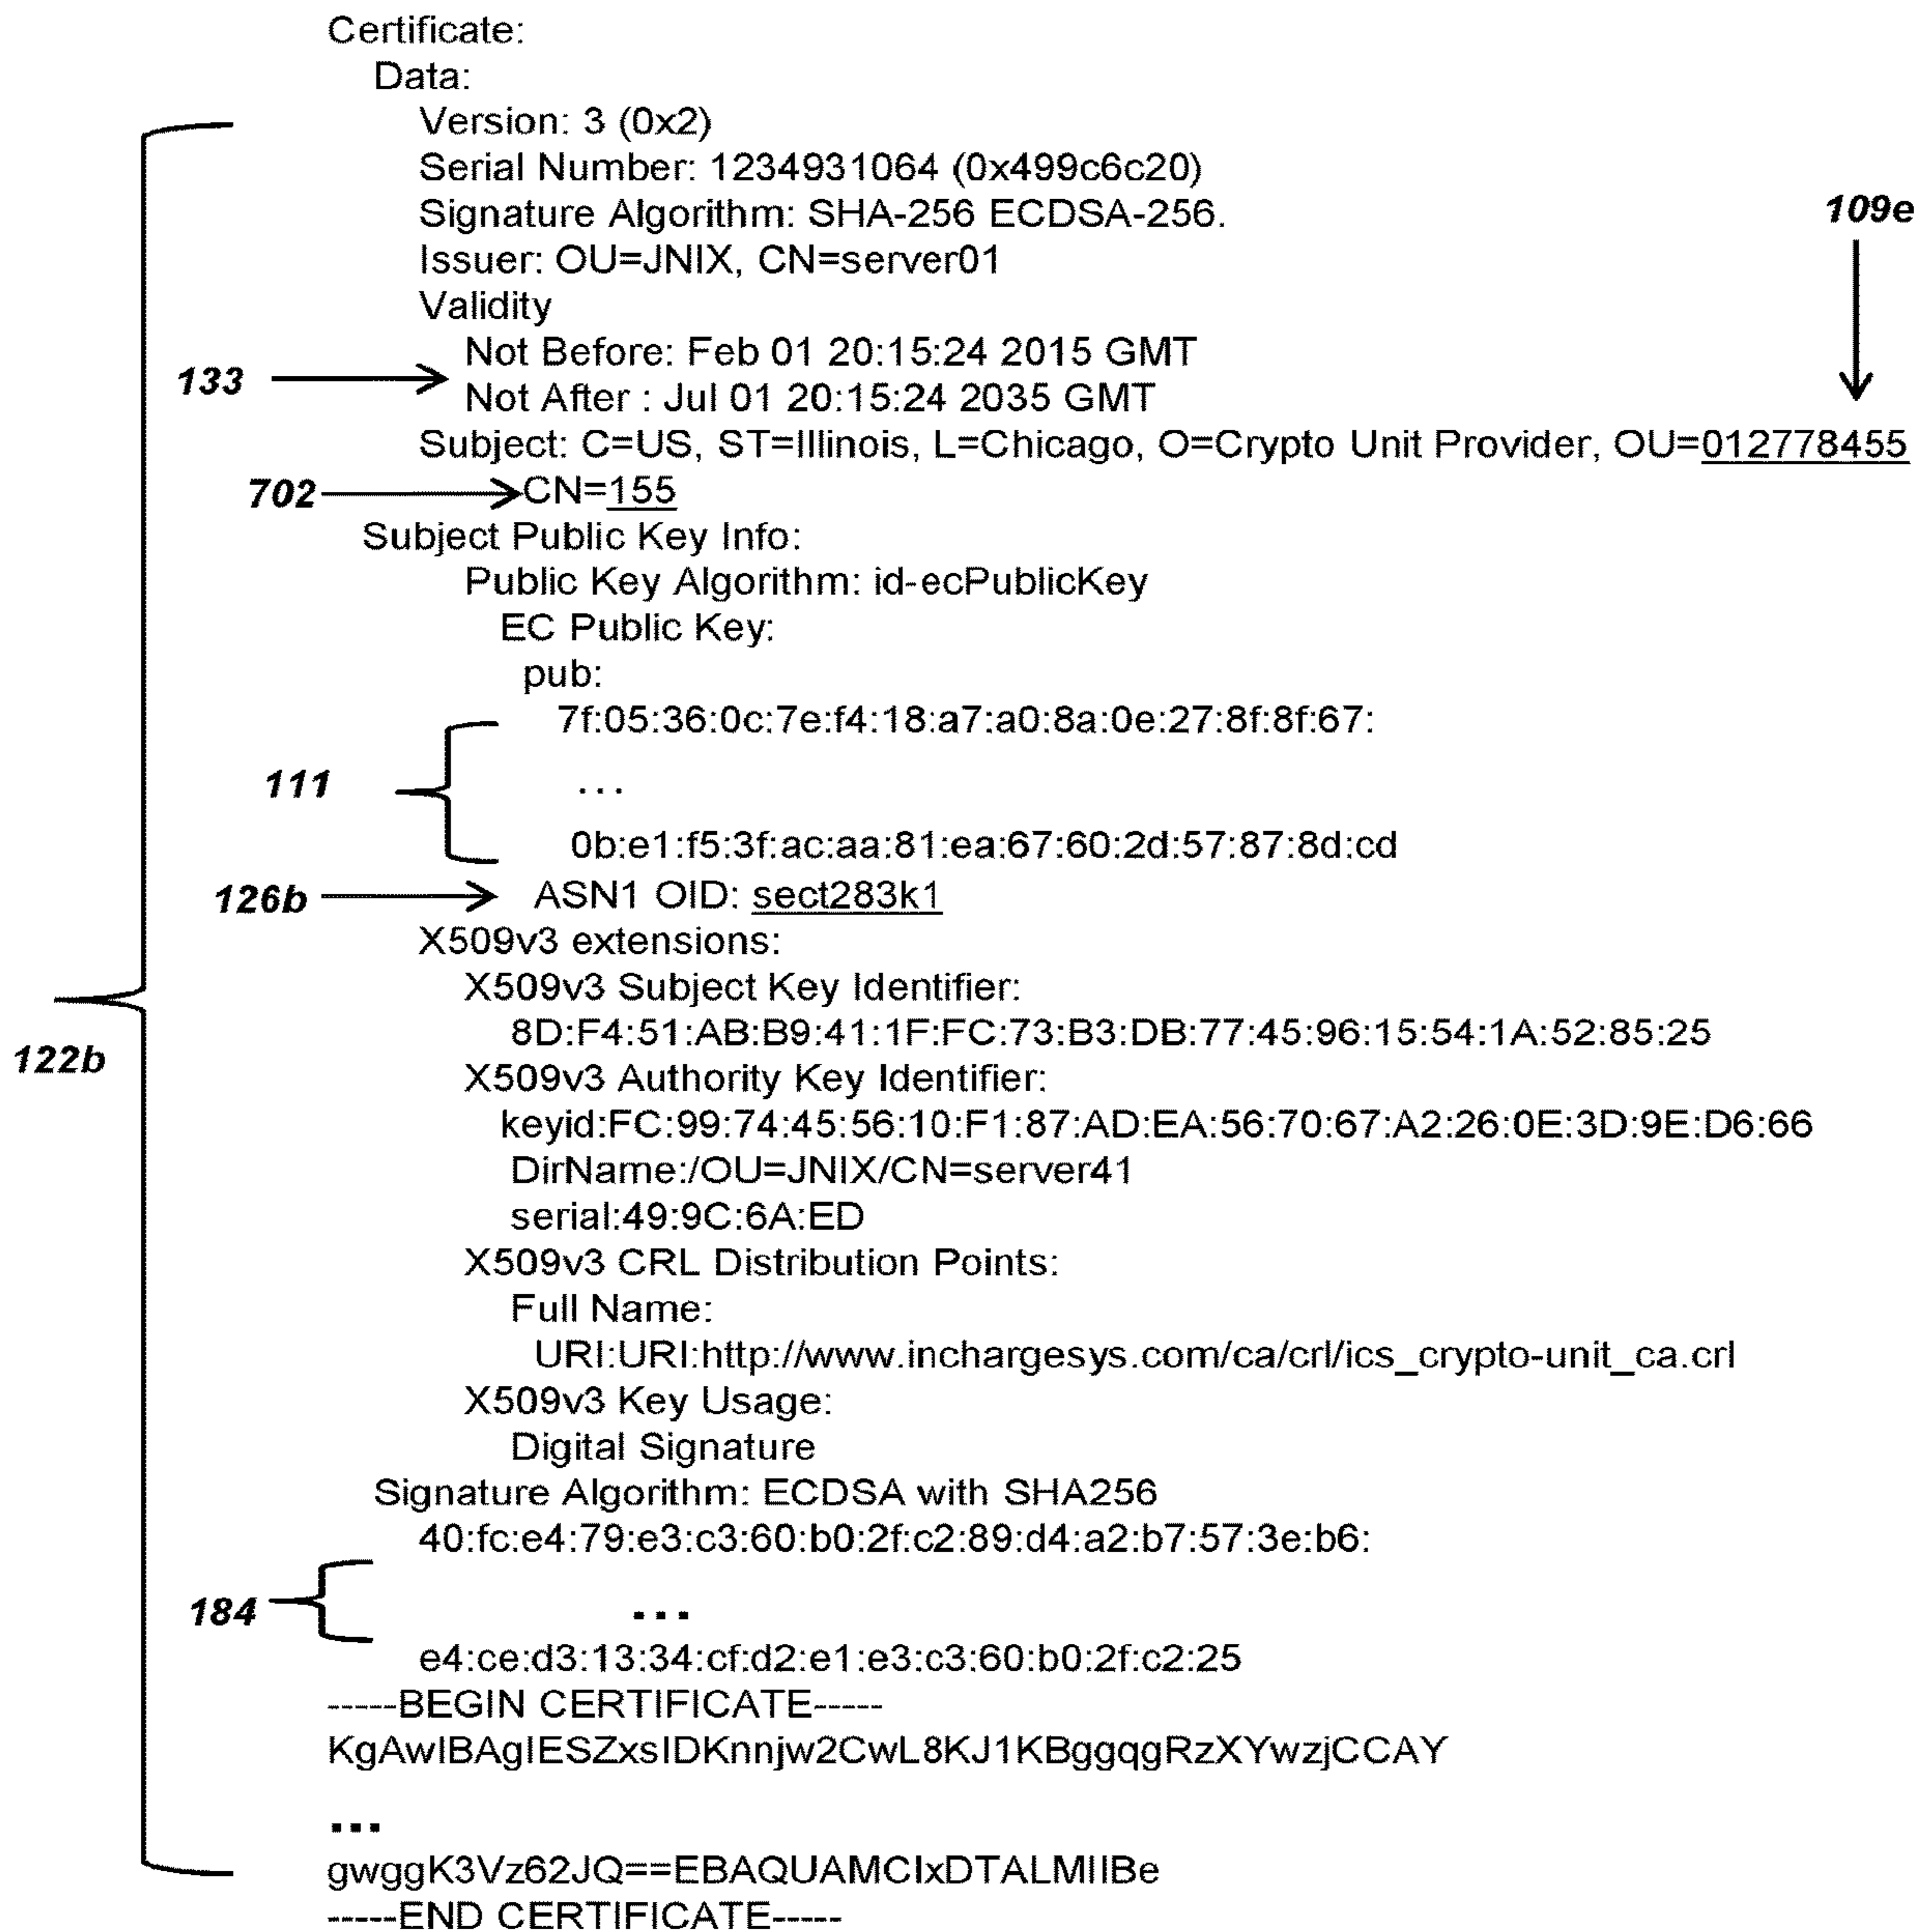 Certificate:
Data:
Version: 3 (0x2)
Serial Number: 1234931064 (0x499c6c20)
Signature Algorithm: SHA-256 ECDSA-256.
109e
Issuer: OU=JNIX, CN=server01
Validity
Not Before: Feb 01 20:15:24 2015 GMT
133
Not After : Jul 01 20:15:24 2035 GMT
Subject: C=US, ST=Illinois, L=Chicago, O=Crypto Unit Provider, OU=012778455
702 CN=155
Subject Public Key Info:
Public Key Algorithm: id-ecPublicKey
EC Public Key:
pub:
7f:05:36:0c:7e:f4:18:a7:a0:8a:0e:27:8f:8f:67:
111 ...
0b:e1:f5:3f:ac:aa:81:ea:67:60:2d:57:87:8d:cd
126b ASN1 OID: sect283k1
X509v3 extensions:
X509v3 Subject Key Identifier:
8D:F4:51:AB:B9:41:1F:FC:73:B3:DB:77:45:96:15:54:1A:52:85:25
122b
X509v3 Authority Key Identifier:
keyid:FC:99:74:45:56:10:F1:87:AD:EA:56:70:67:A2:26:0E:3D:9E:D6:66
DirName:/OU=JNIX/CN=server41
serial:49:9C:6A:ED
X509v3 CRL Distribution Points:
Full Name:
URI:URI:http://www.inchargesys.com/ca/crl/ics_crypto-unit_ca.crl
X509v3 Key Usage:
Digital Signature
Signature Algorithm: ECDSA with SHA256
40:fc:e4:79:e3:c3:60:b0:2f:c2:89:d4:a2:b7:57:3e:b6:
184 ...
e4:ce:d3:13:34:cf:d2:e1:e3:c3:60:b0:2f:c2:25
-----BEGIN CERTIFICATE-----
KgAwIBAgIESZxsIDKnnjw2CwL8KJ1KBggqgRzXYwzjCCAY
...
gwggK3Vz62JQ==EBAQUAMCIxDTALMIIBe
-----END CERTIFICATE-----